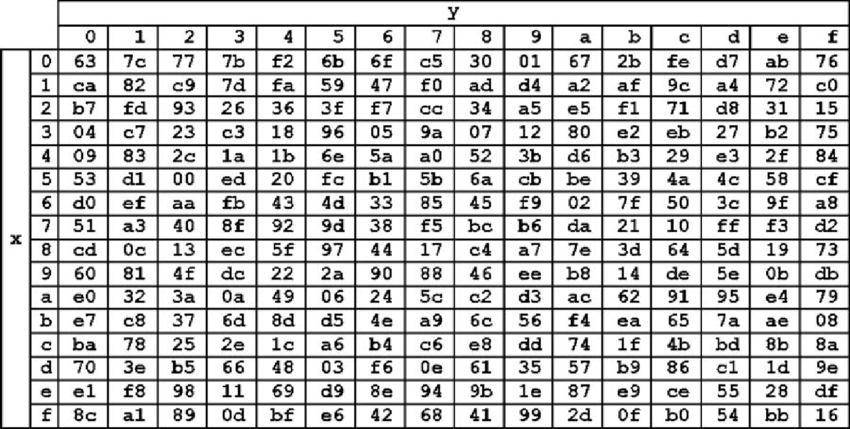 y
0 1 2 3 4 5 6 7 8 9 a b c d e f
0 63 7c 77 7b f2 6b 6f c5 30 01 67 2b fe d7 ab 76
1 ca 82 c9 7d fa 59 47 f0 ad d4 a2 af 9c a4 72 c0
2 b7 fd 93 26 36 3f f7 cc 34 a5 e5 f1 71 d8 31 15
3 04 c7 23 c3 18 96 05 9a 07 12 80 e2 eb 27 b2 75
4 09 83 2c 1a 1b 6e 5a a0 52 3b d6 b3 29 e3 2f 84
5 53 d1 00 ed 20 fc b1 5b 6a cb be 39 4a 4c 58 cf
6 d0 ef aa fb 43 4d 33 85 45 f9 02 7f 50 3c 9f a8
7 51 a3 40 8f 92 9d 38 f5 bc b6 da 21 10 ff f3 d2
x 8 cd 0c 13 ec 5f 97 44 17 c4 a7 7e 3d 64 5d 19 73
9 60 81 4f dc 22 2a 90 88 46 ee b8 14 de 5e 0b db
a e0 32 3a 0a 49 06 24 5c c2 d3 ac 62 91 95 e4 79
b e7 c8 37 6d 8d d5 4e a9 6c 56 f4 ea 65 7a ae 08
c ba 78 25 2e 1c a6 b4 c6 e8 dd 74 1f 4b bd 8b 8a
d 70 3e b5 66 48 03 f6 0e 61 35 57 b9 86 c1 1d 9e
e e1 f8 98 11 69 d9 8e 94 9b 1e 87 e9 ce 55 28 df
f 8c a1 89 0d bf e6 42 68 41 99 2d 0f b0 54 bb 16